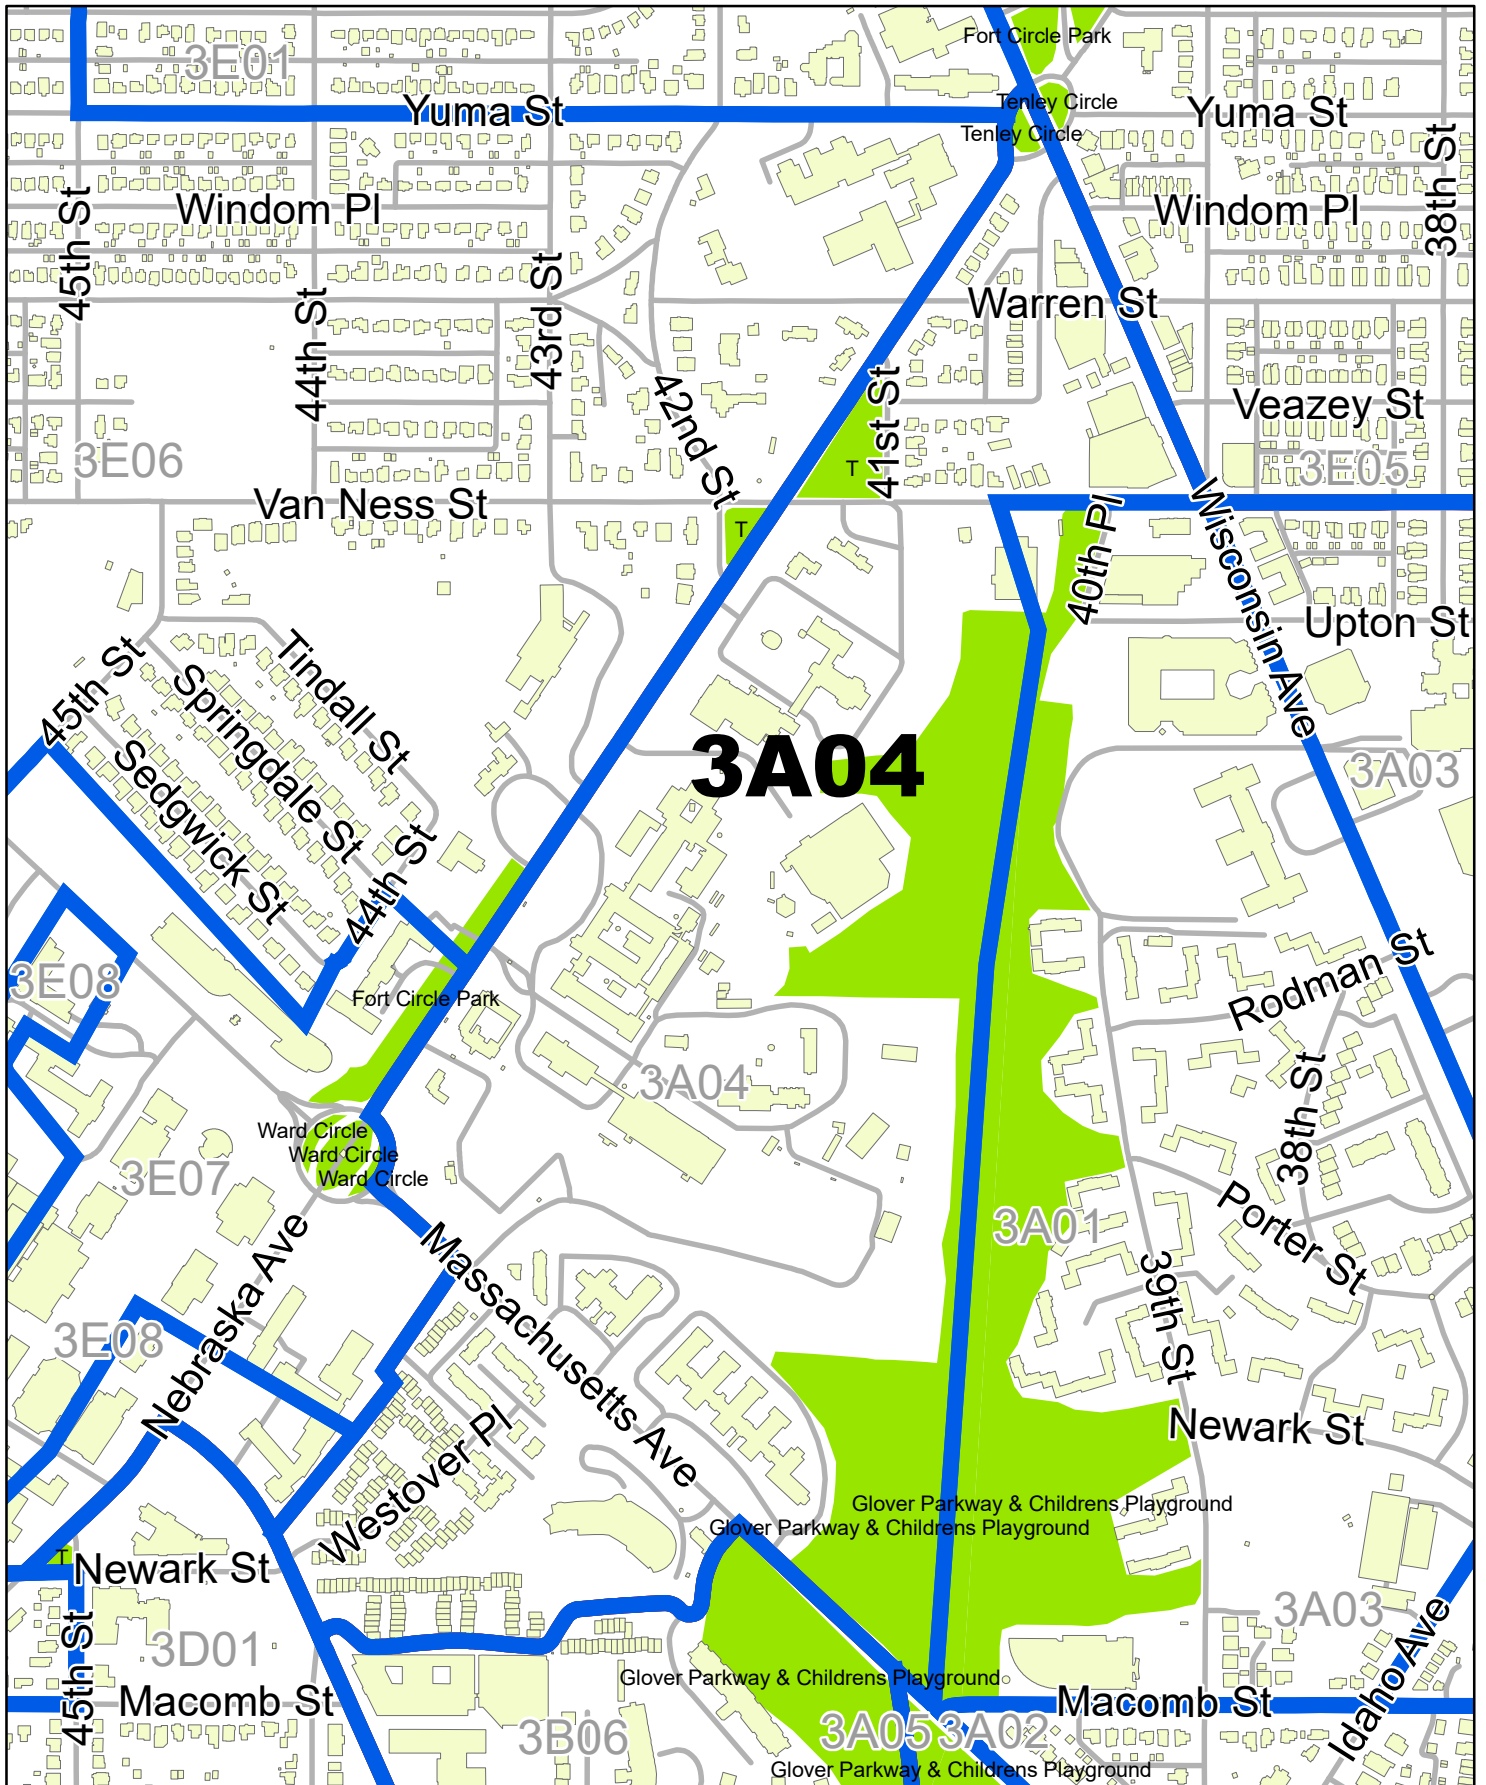 Fort Circle Park
3E01
Tenley Circle
Yuma St
Yuma St
Tenley Circle
38th St
45th St
Windom Pl
Windom Pl
44th St
43rd St
Warren St
42nd St
41st St
Veazey St
3E06
T
3E05
Van Ness St
T
40th Pl
Wisconsin Ave
Upton St
45th St
Tindall St
Springdale St
Sedgwick St
3A04
3A03
44th St
Rodman St
3E08
Fort Circle Park
3A04
38th St
Ward Circle
Ward Circle
Ward Circle
3E07
3A01
Porter St
Nebraska Ave
Massachusetts Ave
39th St
3E08
Westover Pl
Newark St
Glover Parkway & Childrens Playground
Glover Parkway & Childrens Playground
T
Newark St
3A03
45th St
3D01
Idaho Ave
Glover Parkway & Childrens Playground
Macomb St
Macomb St
3B06
3A05
3A02
Glover Parkway & Childrens Playground